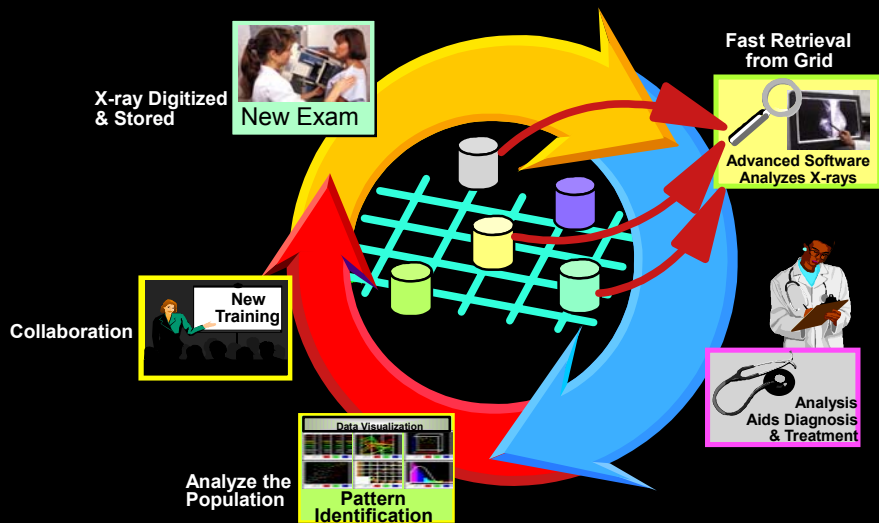 Fast Retrieval
from Grid
X-ray Digitized
& Stored
New Exam
Advanced Software
Analyzes X-rays
Collaboration
New
Training
Analysis
Aids Diagnosis
& Treatment
Data Visualization
Analyze the
Population
Pattern
Identification